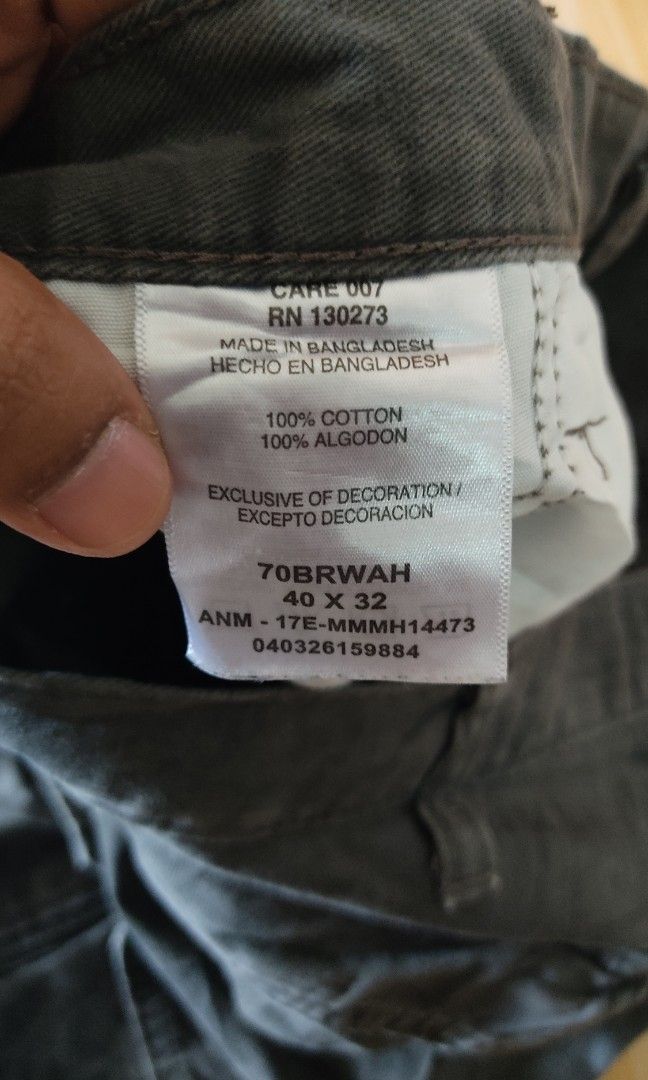 CARE 007
RN 130273
MADE IN BANGLADESH
HECHO EN BANGLADESH
100% COTTON
100% ALGODON
EXCLUSIVE OF DECORATION /
EXCEPTO DECORACION
70BRWAH
40 X 32
ANM - 17E-MMMH14473
040326159884